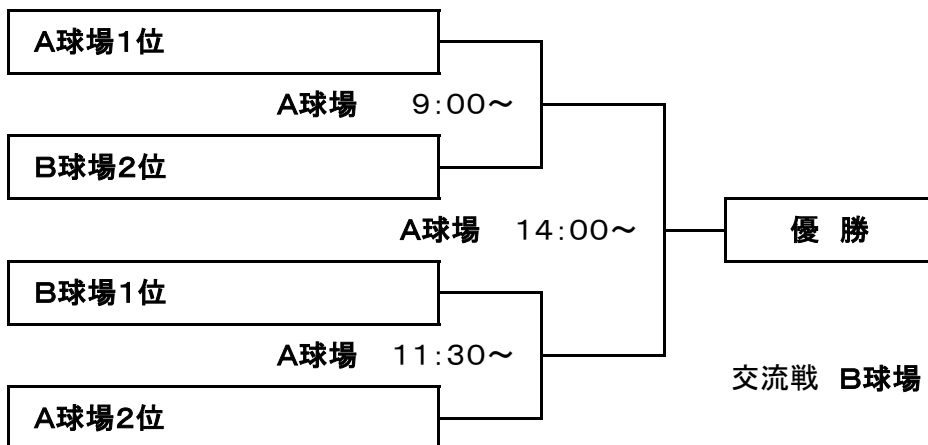 A球場1位
A球場　9:00～
B球場2位
A球場　14:00～
優　勝
B球場1位
A球場　11:30～
交流戦　B球場
A球場2位